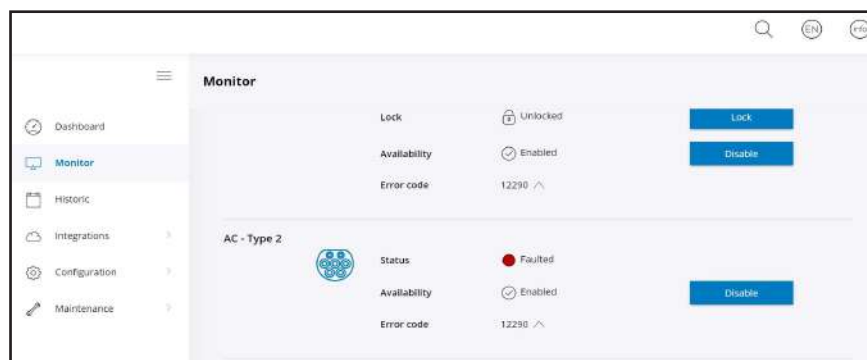 EN
info
Monitor
Lock Unlocked Lock
Dashboard
Availability Enabled Disable
Monitor
Error code 12290
Historic
Integrations
AC - Type 2
Status Faulted
Configuration
Availability Enabled Disable
Maintenance
Error code 12290